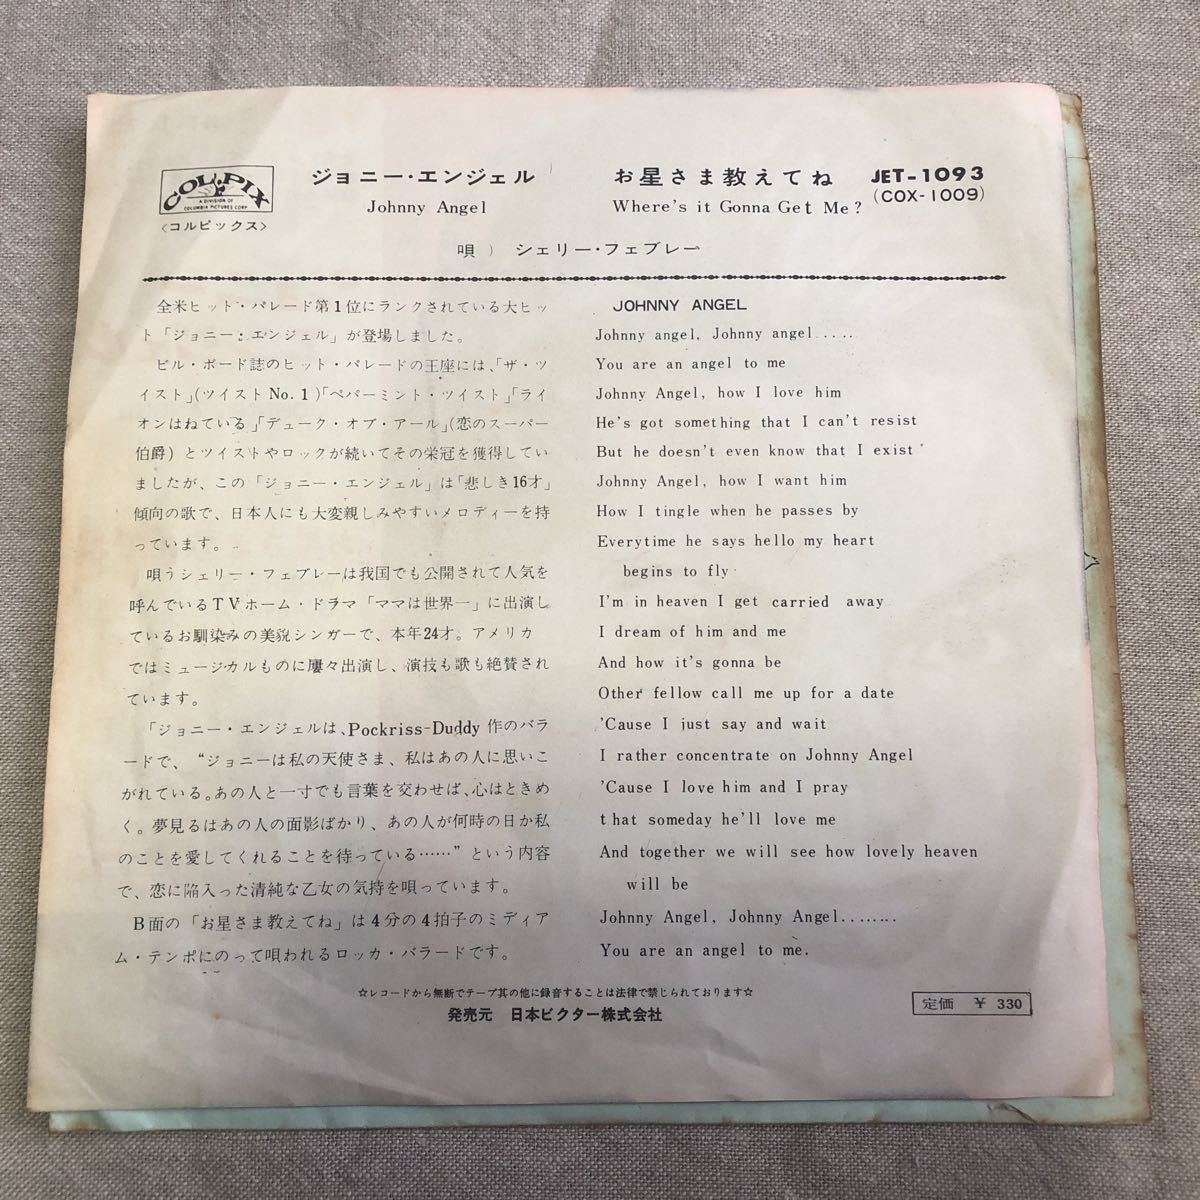 COLPIX
A DIVISION OF
COLUMBIA PICTURES CORP.
〈コルピックス〉
ジョニー・エンジェル
Johnny Angel
お星さま教えてね
Where's it Gonna Get Me?
JET-1093
(COX-1009)
唄) シェリー・フェブレー
全米ヒット・パレード第1位にランクされている大ヒッ
ト「ジョニー・エンジェル」が登場しました。
ビル・ボード誌のヒット・パレードの王座には、「ザ・ツ
イスト」(ツイストNo. 1)「ペパーミント・ツイスト」「ライ
オンはねている」「デューク・オブ・アール」(恋のスーパー
伯爵)とツイストやロックが続いてその栄冠を獲得してい
ましたが、この「ジョニー・エンジェル」は「悲しき16才」
傾向の歌で、日本人にも大変親しみやすいメロディーを持
っています。
唄うシェリー・フェブレーは我国でも公開されて人気を
呼んでいるTVホーム・ドラマ「ママは世界一」に出演し
ているお馴染みの美貌シンガーで、本年24才。アメリカ
ではミュージカルものに屢々出演し、演技も歌も絶賛され
ています。
「ジョニー・エンジェルは、Pockriss-Duddy 作のバラ
ードで、“ジョニーは私の天使さま、私はあの人に思いこ
がれている。あの人と一寸でも言葉を交わせば、心はときめ
く。夢見るはあの人の面影ばかり、あの人が何時の日か私
のことを愛してくれることを待っている……”という内容
で、恋に陥入った清純な乙女の気持を唄っています。
B面の「お星さま教えてね」は4分の4拍子のミディア
ム・テンポにのって唄われるロッカ・バラードです。
JOHNNY ANGEL
Johnny angel, Johnny angel......
You are an angel to me
Johnny Angel, how I love him
He's got something that I can't resist
But he doesn't even know that I exist
Johnny Angel, how I want him
How I tingle when he passes by
Everytime he says hello my heart
begins to fly
I'm in heaven I get carried away
I dream of him and me
And how it's gonna be
Other fellow call me up for a date
'Cause I just say and wait
I rather concentrate on Johnny Angel
'Cause I love him and I pray
that someday he'll love me
And together we will see how lovely heaven
will be
Johnny Angel, Johnny Angel........
You are an angel to me.
☆レコードから無断でテープ其の他に録音することは法律で禁じられております☆
発売元 日本ビクター株式会社
定価 ¥ 330